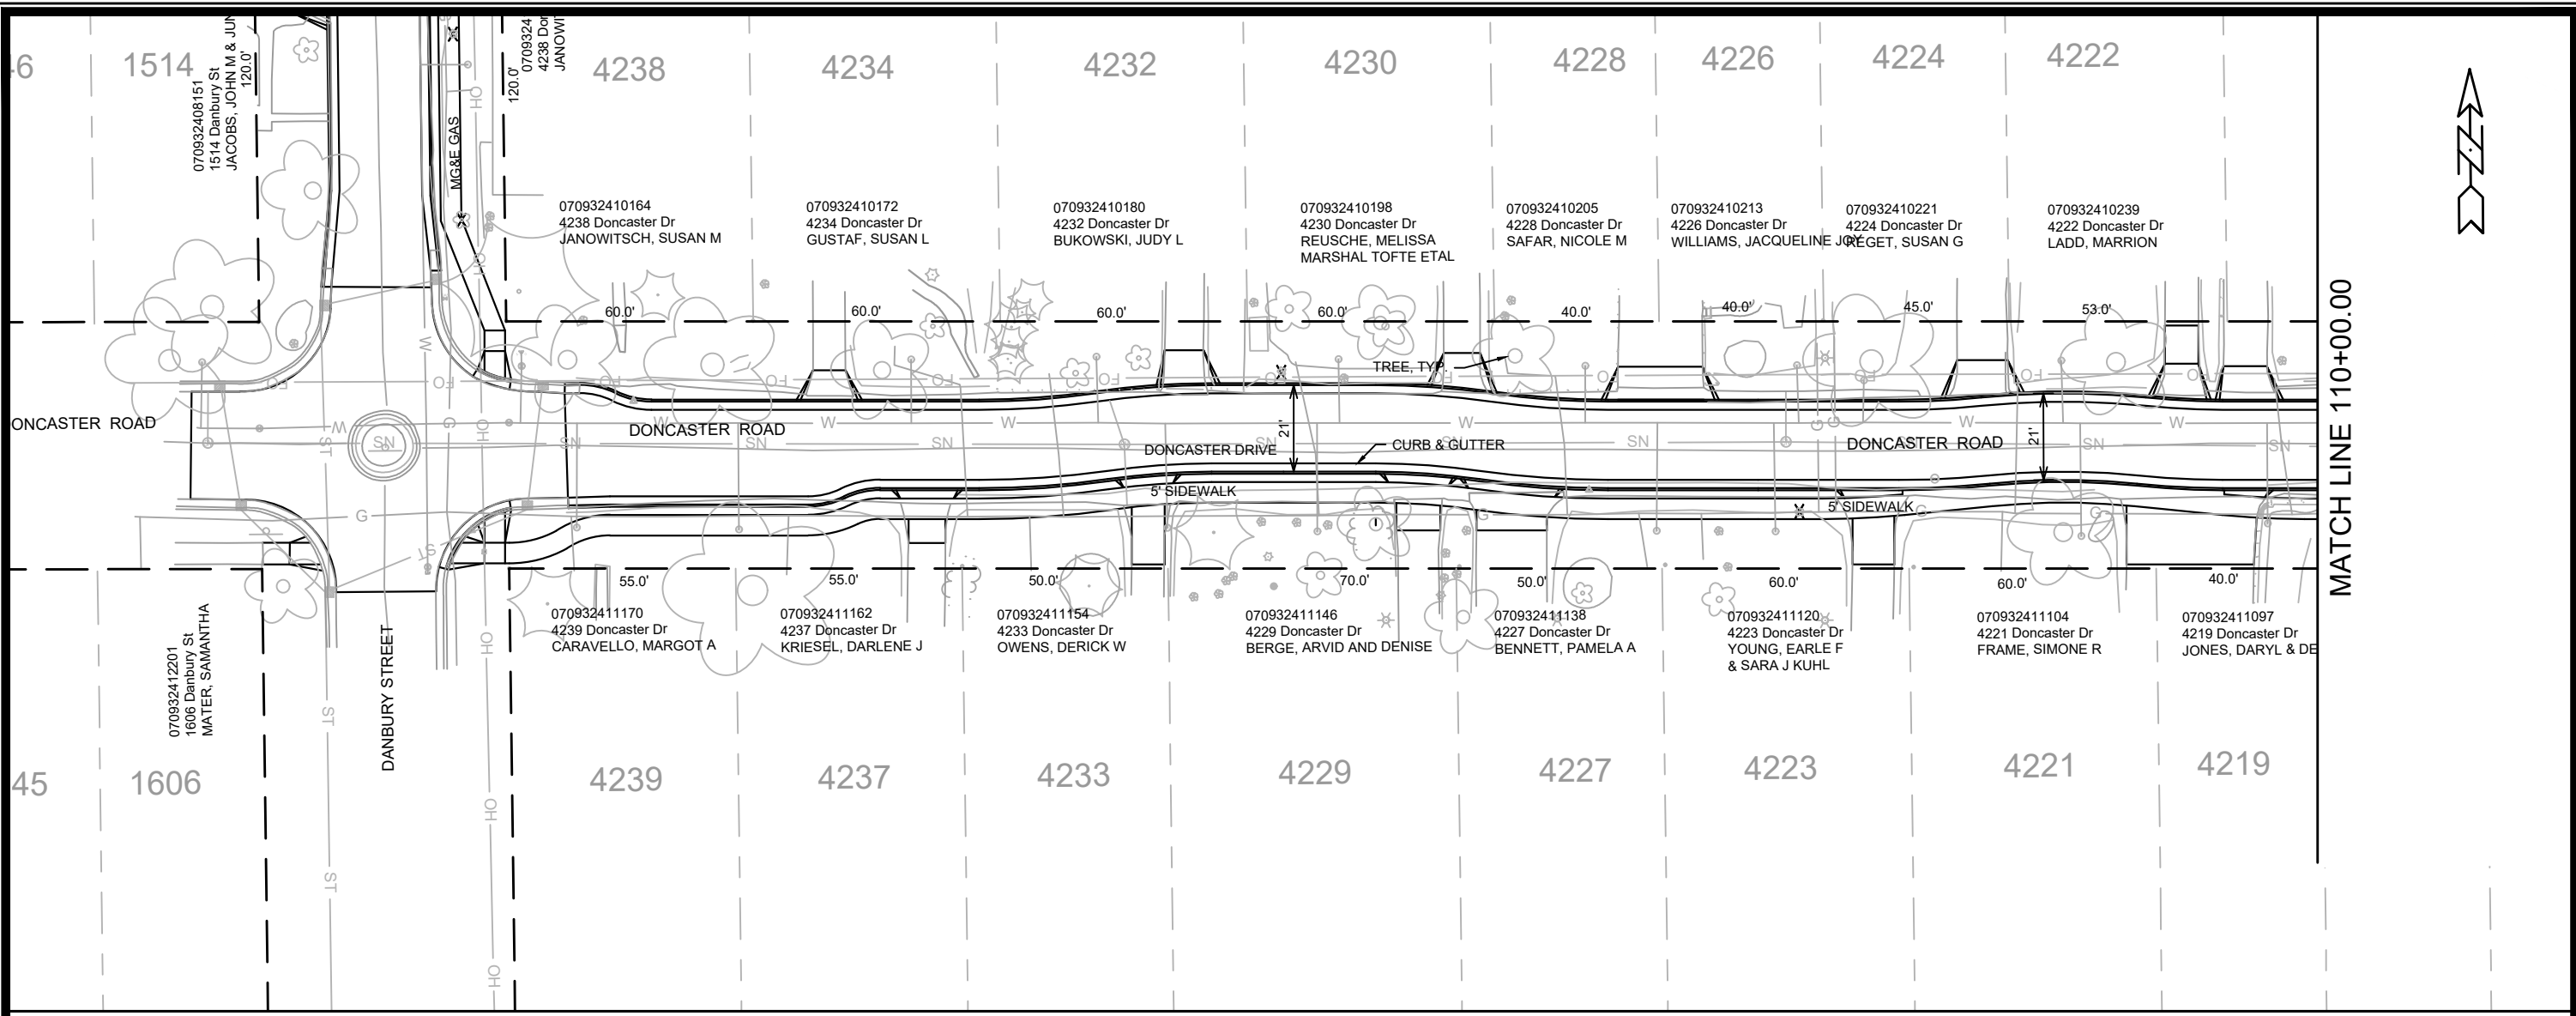 46
1514
070932408151
1514 Danbury St
JACOBS, JOHN M & JUN
120.0'
MG&E GAS
OH
120.0'
0709324
4238 Don
JANOWI
4238
4234
4232
4230
4228
4226
4224
4222
070932410164
4238 Doncaster Dr
JANOWITSCH, SUSAN M
070932410172
4234 Doncaster Dr
GUSTAF, SUSAN L
070932410180
4232 Doncaster Dr
BUKOWSKI, JUDY L
070932410198
4230 Doncaster Dr
REUSCHE, MELISSA
MARSHAL TOFTE ETAL
070932410205
4228 Doncaster Dr
SAFAR, NICOLE M
070932410213
4226 Doncaster Dr
WILLIAMS, JACQUELINE JOY
070932410221
4224 Doncaster Dr
REGET, SUSAN G
070932410239
4222 Doncaster Dr
LADD, MARRION
60.0'
60.0'
60.0'
60.0'
40.0'
40.0'
45.0'
53.0'
TREE, TYP.
ONCASTER ROAD
DONCASTER ROAD
DONCASTER DRIVE
21'
CURB & GUTTER
DONCASTER ROAD
21'
5' SIDEWALK
5' SIDEWALK
MATCH LINE 110+00.00
55.0'
55.0'
50.0'
70.0'
50.0'
60.0'
60.0'
40.0'
070932411170
4239 Doncaster Dr
CARAVELLO, MARGOT A
070932411162
4237 Doncaster Dr
KRIESEL, DARLENE J
070932411154
4233 Doncaster Dr
OWENS, DERICK W
070932411146
4229 Doncaster Dr
BERGE, ARVID AND DENISE
070932411138
4227 Doncaster Dr
BENNETT, PAMELA A
070932411120
4223 Doncaster Dr
YOUNG, EARLE F
& SARA J KUHL
070932411104
4221 Doncaster Dr
FRAME, SIMONE R
070932411097
4219 Doncaster Dr
JONES, DARYL & DE
070932412201
1606 Danbury St
MATER, SAMANTHA
DANBURY STREET
45
1606
4239
4237
4233
4229
4227
4223
4221
4219
ST
OH
ST
OH
OH